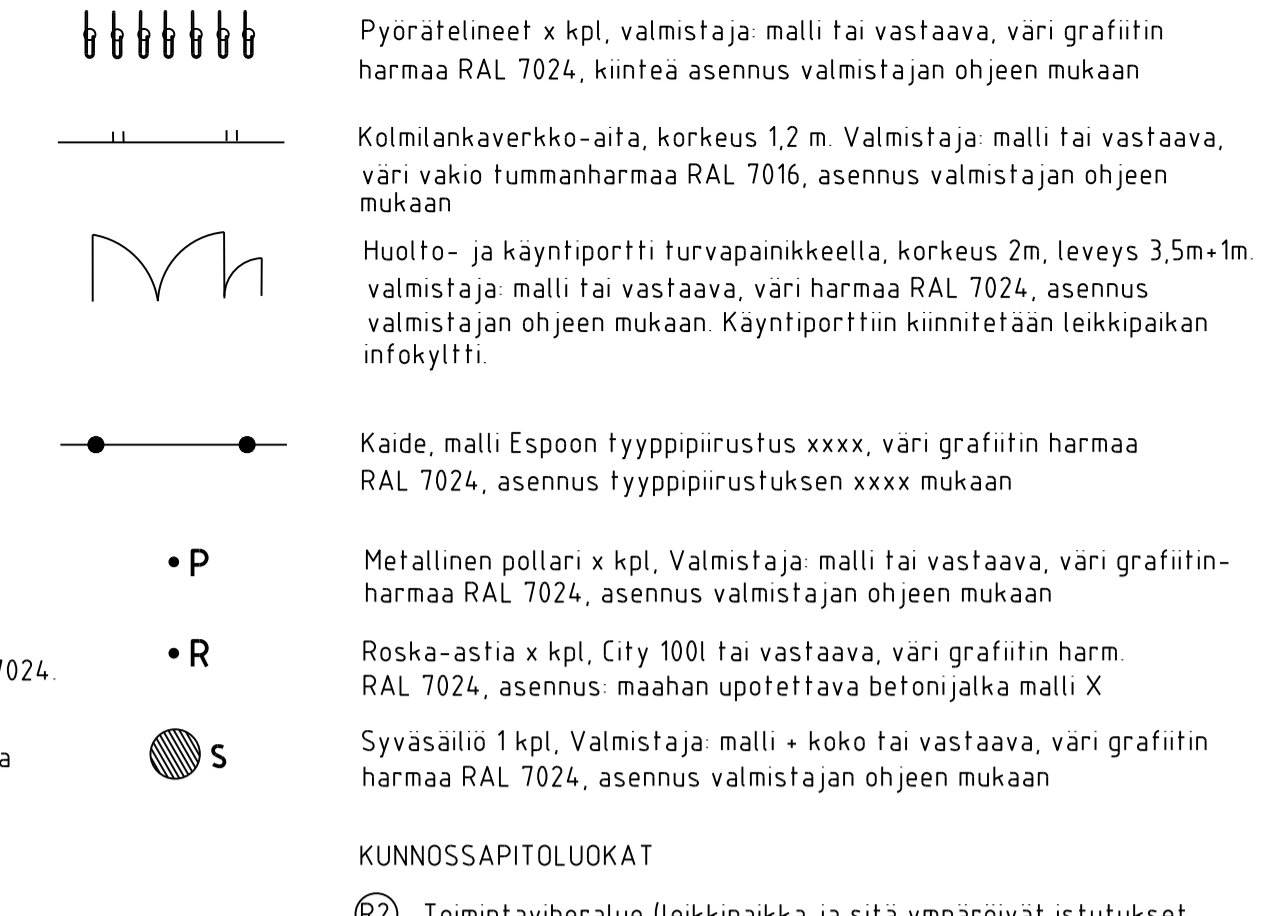 Pyörätelineet x kpl, valmistaja: malli tai vastaava, väri grafiitin
harmaa RAL 7024, kiinteä asennus valmistajan ohjeen mukaan
Kolmilankaverkko-aita, korkeus 1,2 m. Valmistaja: malli tai vastaava,
väri vakio tummanharmaa RAL 7016, asennus valmistajan ohjeen
mukaan
Huolto- ja käyntiportti turvapainikkeella, korkeus 2m, leveys 3,5m+1m.
valmistaja: malli tai vastaava, väri harmaa RAL 7024, asennus
valmistajan ohjeen mukaan. Käyntiporttiin kiinnitetään leikkipaikan
infokyltti.
Kaide, malli Espoon tyyppipiirustus xxxx, väri grafiitin harmaa
RAL 7024, asennus tyyppipiirustuksen xxxx mukaan
P
Metallinen pollari x kpl, Valmistaja: malli tai vastaava, väri grafiitin-
harmaa RAL 7024, asennus valmistajan ohjeen mukaan
R
Roska-astia x kpl, City 100l tai vastaava, väri grafiitin harm.
RAL 7024, asennus: maahan upotettava betonijalka malli X
7024.
S
Syväsäiliö 1 kpl, Valmistaja: malli + koko tai vastaava, väri grafiitin
harmaa RAL 7024, asennus valmistajan ohjeen mukaan
a
KUNNOSSAPITOLUOKAT
R2 Toimintaviheralue (leikkipaikka ja sitä ympäröivät istutukset